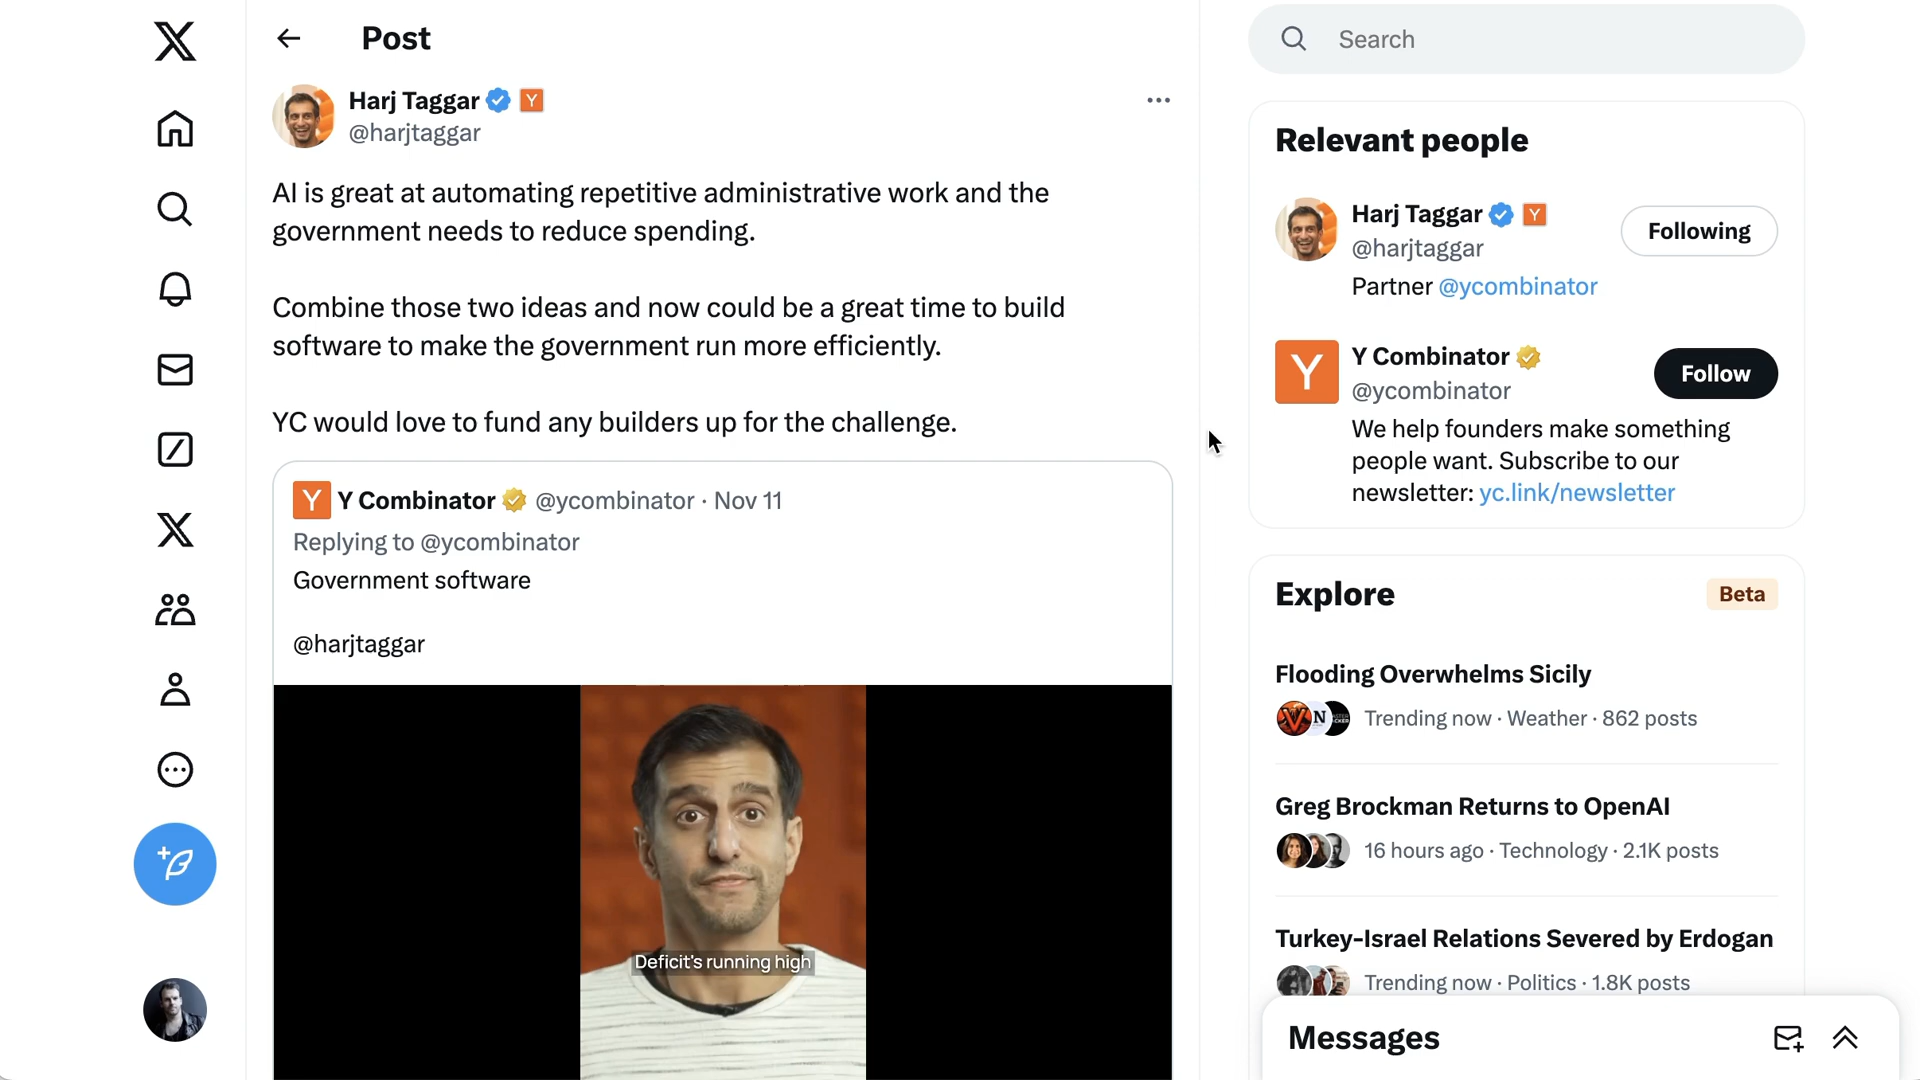 Post
Harj Taggar
@harjtaggar
AI is great at automating repetitive administrative work and the
government needs to reduce spending.
Combine those two ideas and now could be a great time to build
software to make the government run more efficiently.
YC would love to fund any builders up for the challenge.
Y Combinator @ycombinator · Nov 11
Replying to @ycombinator
Government software
@harjtaggar
Deficit's running high
Search
Relevant people
Harj Taggar
@harjtaggar
Following
Partner @ycombinator
Y Combinator
@ycombinator
Follow
We help founders make something
people want. Subscribe to our
newsletter: yc.link/newsletter
Explore
Beta
Flooding Overwhelms Sicily
Trending now · Weather · 862 posts
Greg Brockman Returns to OpenAI
16 hours ago · Technology · 2.1K posts
Turkey-Israel Relations Severed by Erdogan
Trending now · Politics · 1.8K posts
Messages